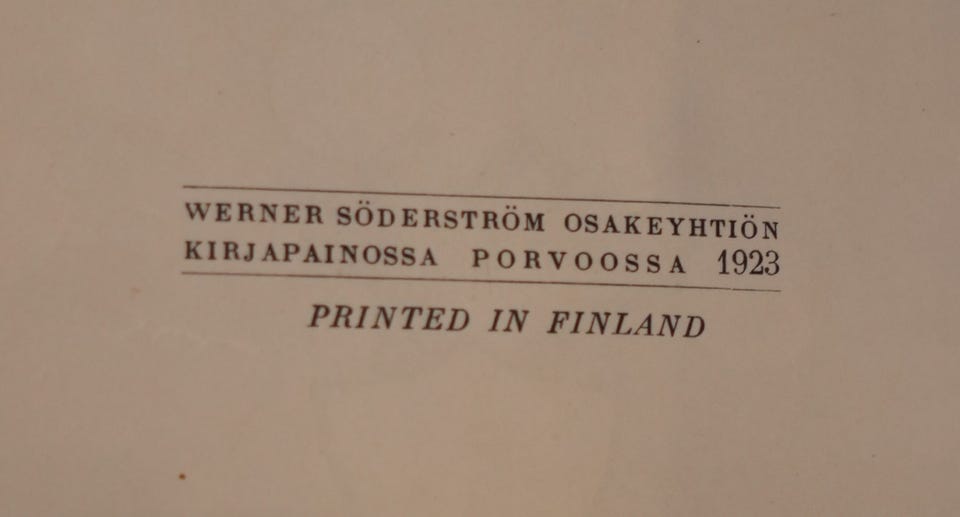 WERNER SÖDERSTRÖM OSAKEYHTIÖN
KIRJAPAINOSSA PORVOOSSA 1923
PRINTED IN FINLAND